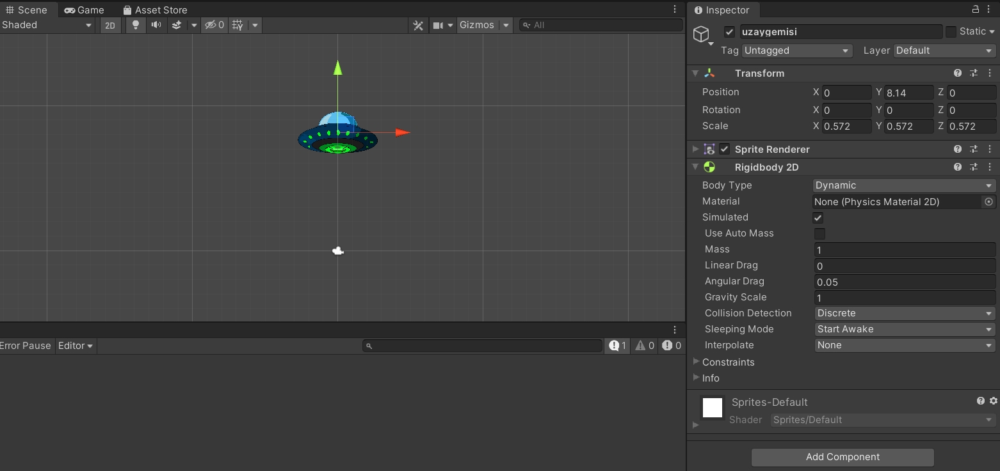 Scene Game Asset Store
Shaded 2D 0 Gizmos All
Error Pause Editor 1 0 0
Inspector
uzaygemisi Static
Tag Untagged Layer Default
Transform
Position X 0 Y 8.14 Z 0
Rotation X 0 Y 0 Z 0
Scale X 0.572 Y 0.572 Z 0.572
Sprite Renderer
Rigidbody 2D
Body Type Dynamic
Material None (Physics Material 2D)
Simulated
Use Auto Mass
Mass 1
Linear Drag 0
Angular Drag 0.05
Gravity Scale 1
Collision Detection Discrete
Sleeping Mode Start Awake
Interpolate None
Constraints
Info
Sprites-Default
Shader Sprites/Default
Add Component